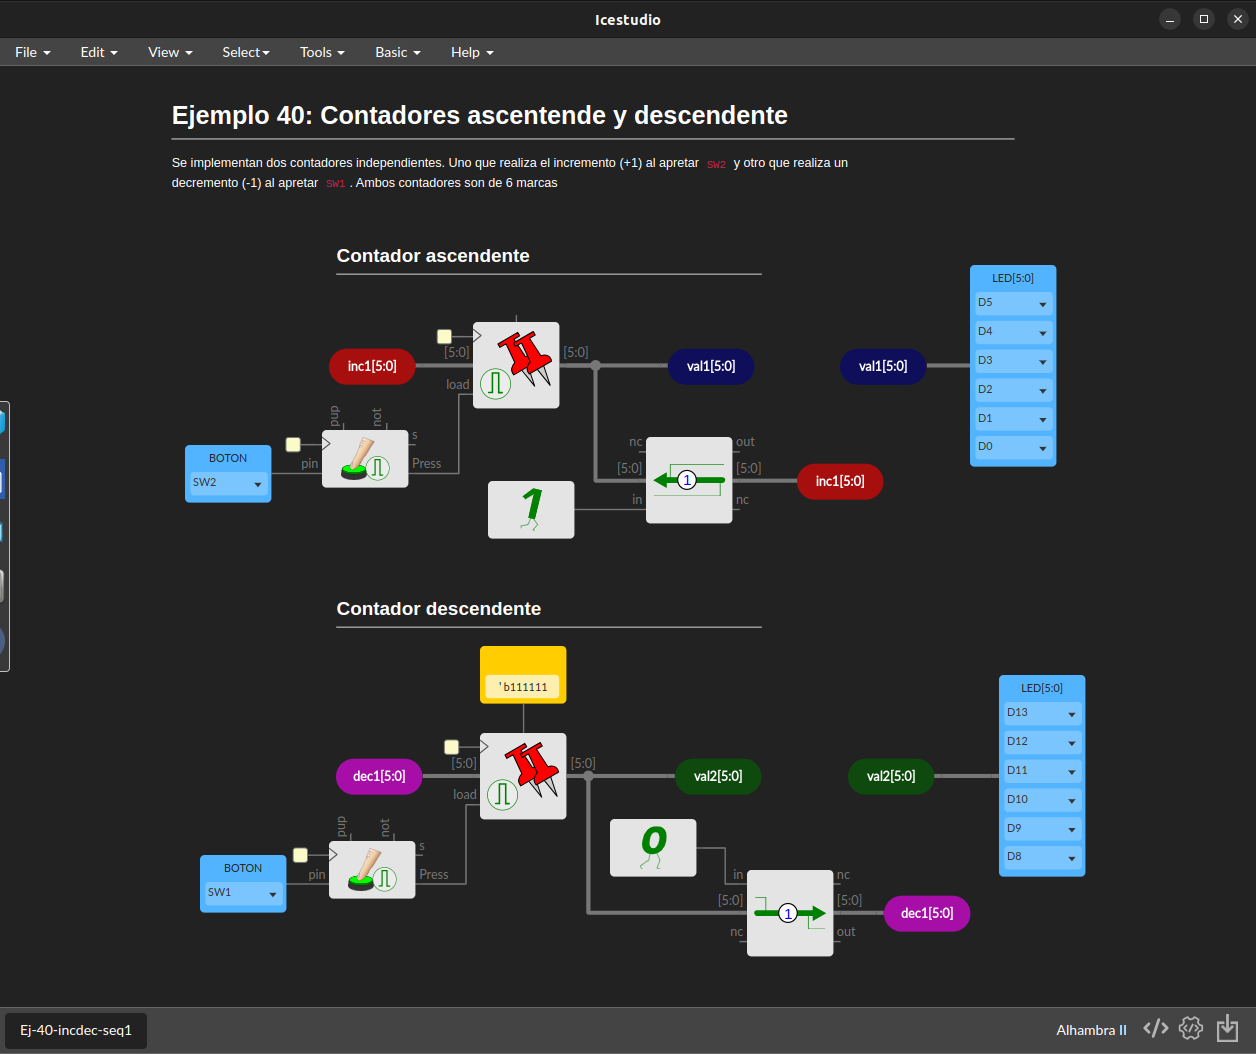 Icestudio
File Edit View Select Tools Basic Help
Ejemplo 40: Contadores ascentende y descendente
Se implementan dos contadores independientes. Uno que realiza el incremento (+1) al apretar SW2 y otro que realiza un
decremento (-1) al apretar SW1 . Ambos contadores son de 6 marcas
Contador ascendente
LED[5:0]
D5
D4
D3
D2
D1
D0
[5:0]
[5:0]
inc1[5:0]
val1[5:0]
val1[5:0]
load
pup
not
s
BOTON
SW2
pin
Press
nc
out
[5:0]
1
[5:0]
inc1[5:0]
1
in
nc
Contador descendente
'b111111
LED[5:0]
D13
D12
D11
D10
D9
D8
[5:0]
[5:0]
dec1[5:0]
val2[5:0]
val2[5:0]
load
pup
not
s
BOTON
SW1
pin
Press
0
in
nc
[5:0]
1
[5:0]
dec1[5:0]
nc
out
Ej-40-incdec-seq1
Alhambra II